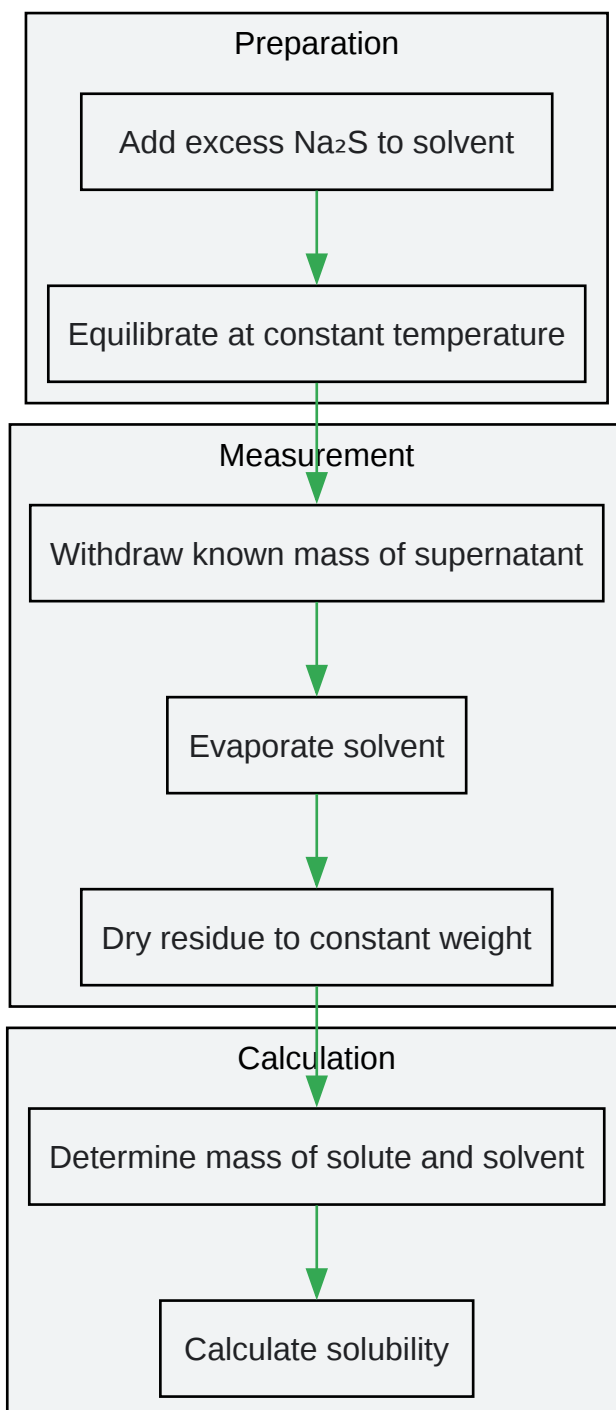 Preparation
Add excess Na₂S to solvent
Equilibrate at constant temperature
Measurement
Withdraw known mass of supernatant
Evaporate solvent
Dry residue to constant weight
Calculation
Determine mass of solute and solvent
Calculate solubility